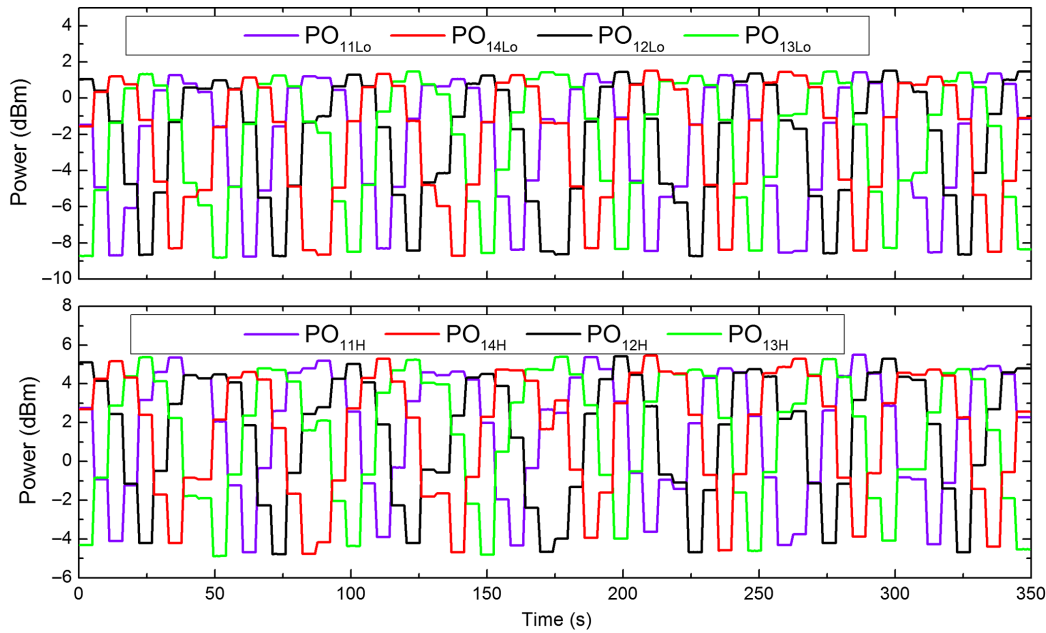 4
2
0
−2
−4
−6
−8
−10
Power (dBm)
PO11Lo PO14Lo PO12Lo PO13Lo
8
6
4
2
0
−2
−4
−6
Power (dBm)
PO11H PO14H PO12H PO13H
0 50 100 150 200 250 300 350
Time (s)